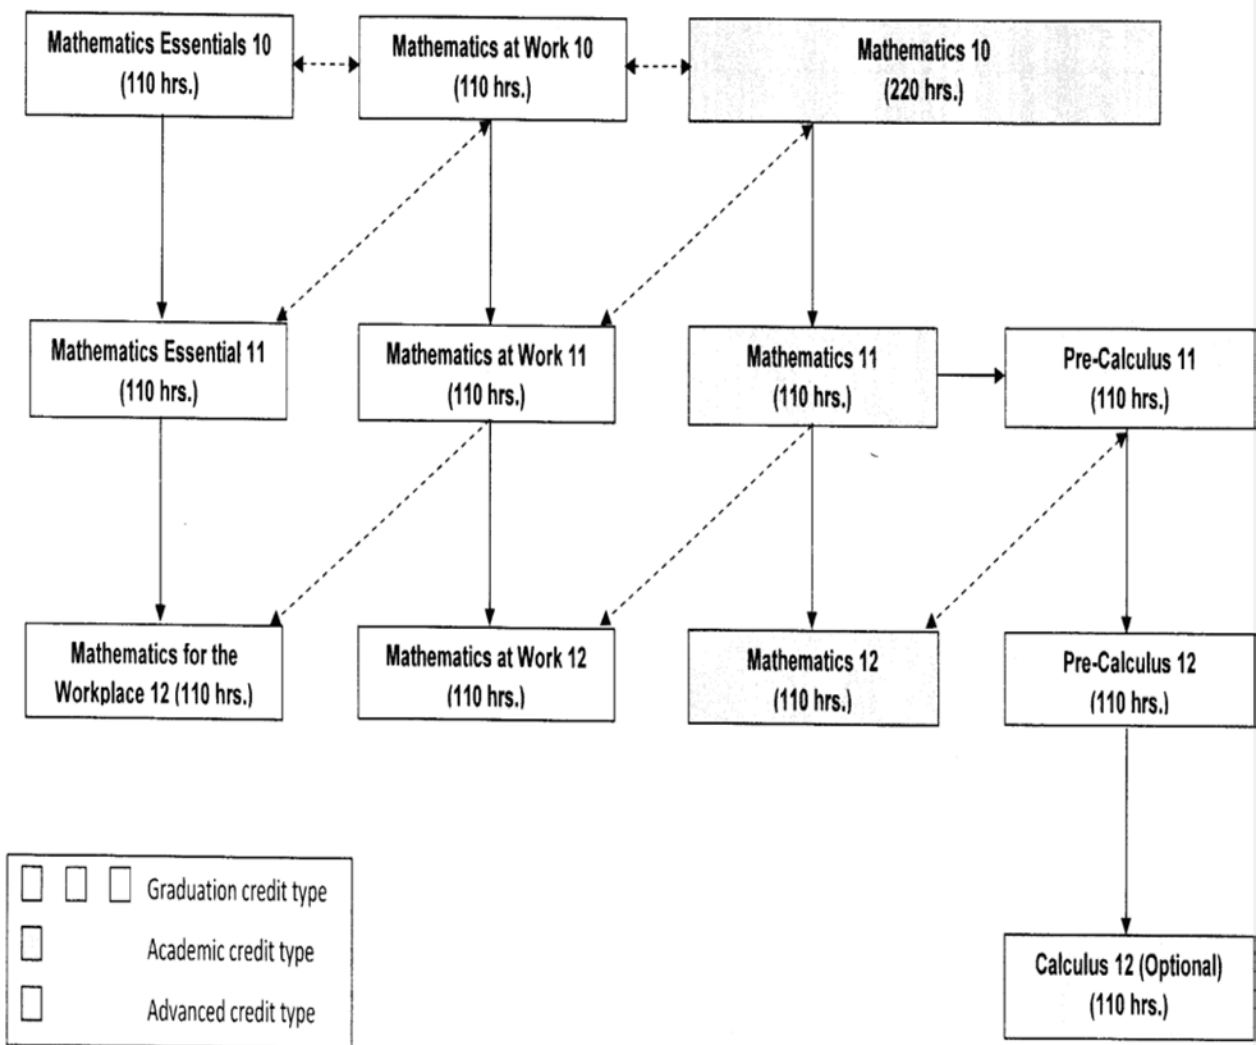 Mathematics Essentials 10
(110 hrs.)
Mathematics at Work 10
(110 hrs.)
Mathematics 10
(220 hrs.)
Mathematics Essential 11
(110 hrs.)
Mathematics at Work 11
(110 hrs.)
Mathematics 11
(110 hrs.)
Pre-Calculus 11
(110 hrs.)
Mathematics for the
Workplace 12 (110 hrs.)
Mathematics at Work 12
(110 hrs.)
Mathematics 12
(110 hrs.)
Pre-Calculus 12
(110 hrs.)
Calculus 12 (Optional)
(110 hrs.)
Graduation credit type
Academic credit type
Advanced credit type